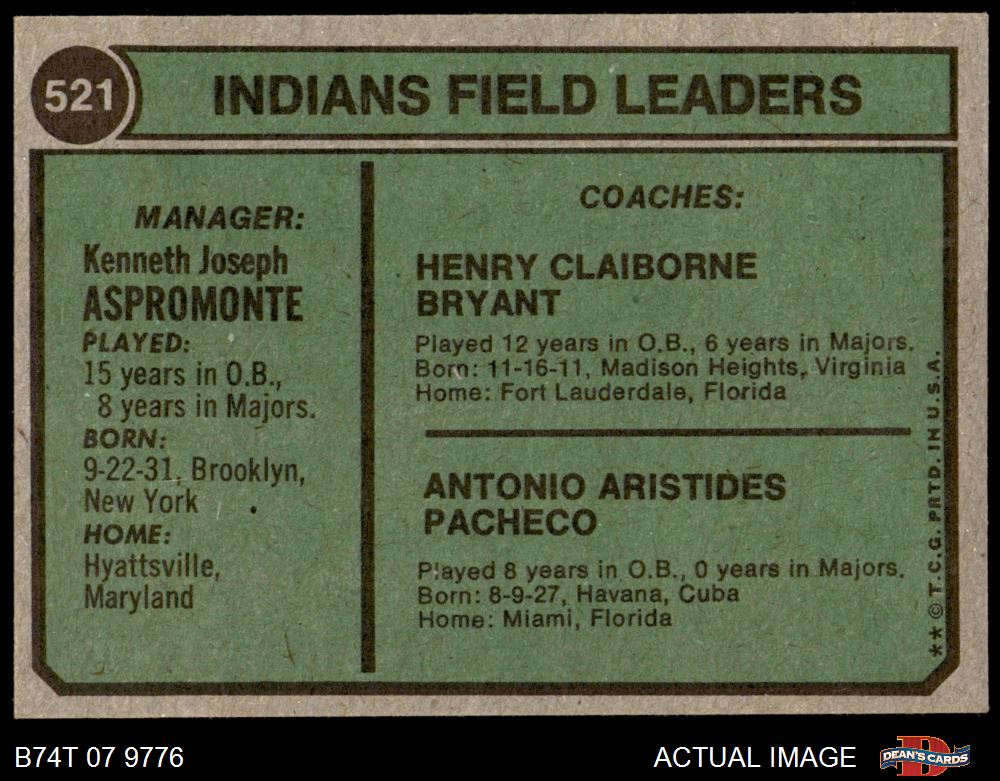 521
INDIANS FIELD LEADERS
MANAGER:
Kenneth Joseph
ASPROMONTE
PLAYED:
15 years in O.B.,
8 years in Majors.
BORN:
9-22-31, Brooklyn,
New York
HOME:
Hyattsville,
Maryland
COACHES:
HENRY CLAIBORNE
BRYANT
Played 12 years in O.B., 6 years in Majors.
Born: 11-16-11, Madison Heights, Virginia
Home: Fort Lauderdale, Florida
ANTONIO ARISTIDES
PACHECO
Played 8 years in O.B., 0 years in Majors.
Born: 8-9-27, Havana, Cuba
Home: Miami, Florida
** © T.C.G. PRTD. IN U.S.A.
B74T 07 9776
ACTUAL IMAGE
DEAN'S CARDS